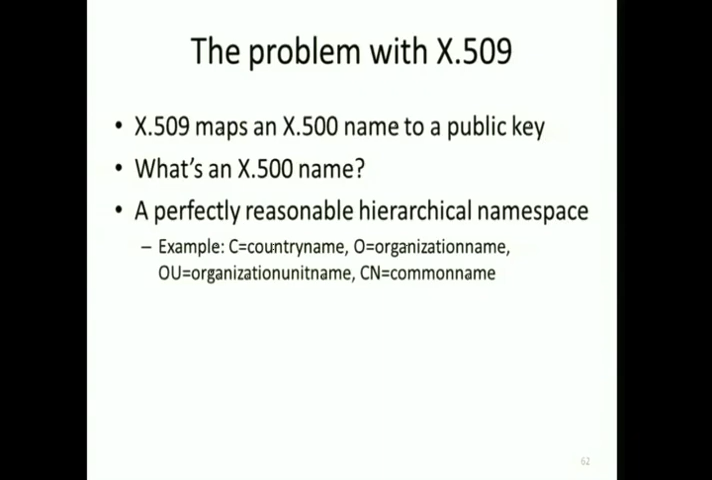 The problem with X.509
• X.509 maps an X.500 name to a public key
• What's an X.500 name?
• A perfectly reasonable hierarchical namespace
– Example: C=countryname, O=organizationname,
OU=organizationunitname, CN=commonname
62